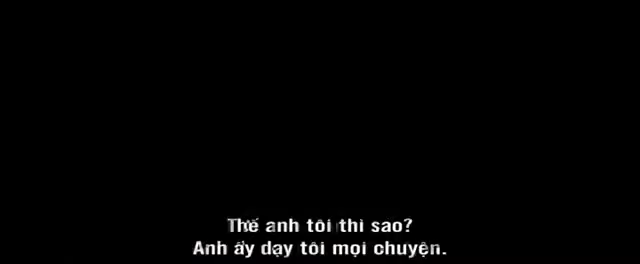 Thế anh tôi thì sao?
Anh ấy dạy tôi mọi chuyện.